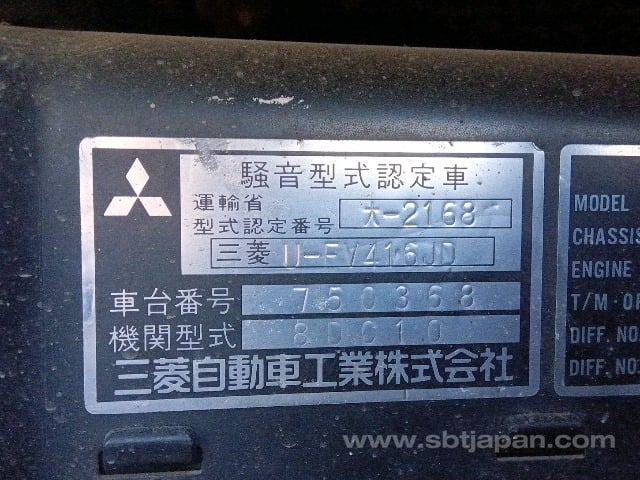 騒音型式認定車
運輸省
型式認定番号 大-2168
三菱 U-FV416JD
車台番号 750368
機関型式 8DC10
三菱自動車工業株式会社
MODEL
CHASSIS
ENGINE
T/M·
DIFF. NO.
DIFF. NO.
www.sbtjapan.com